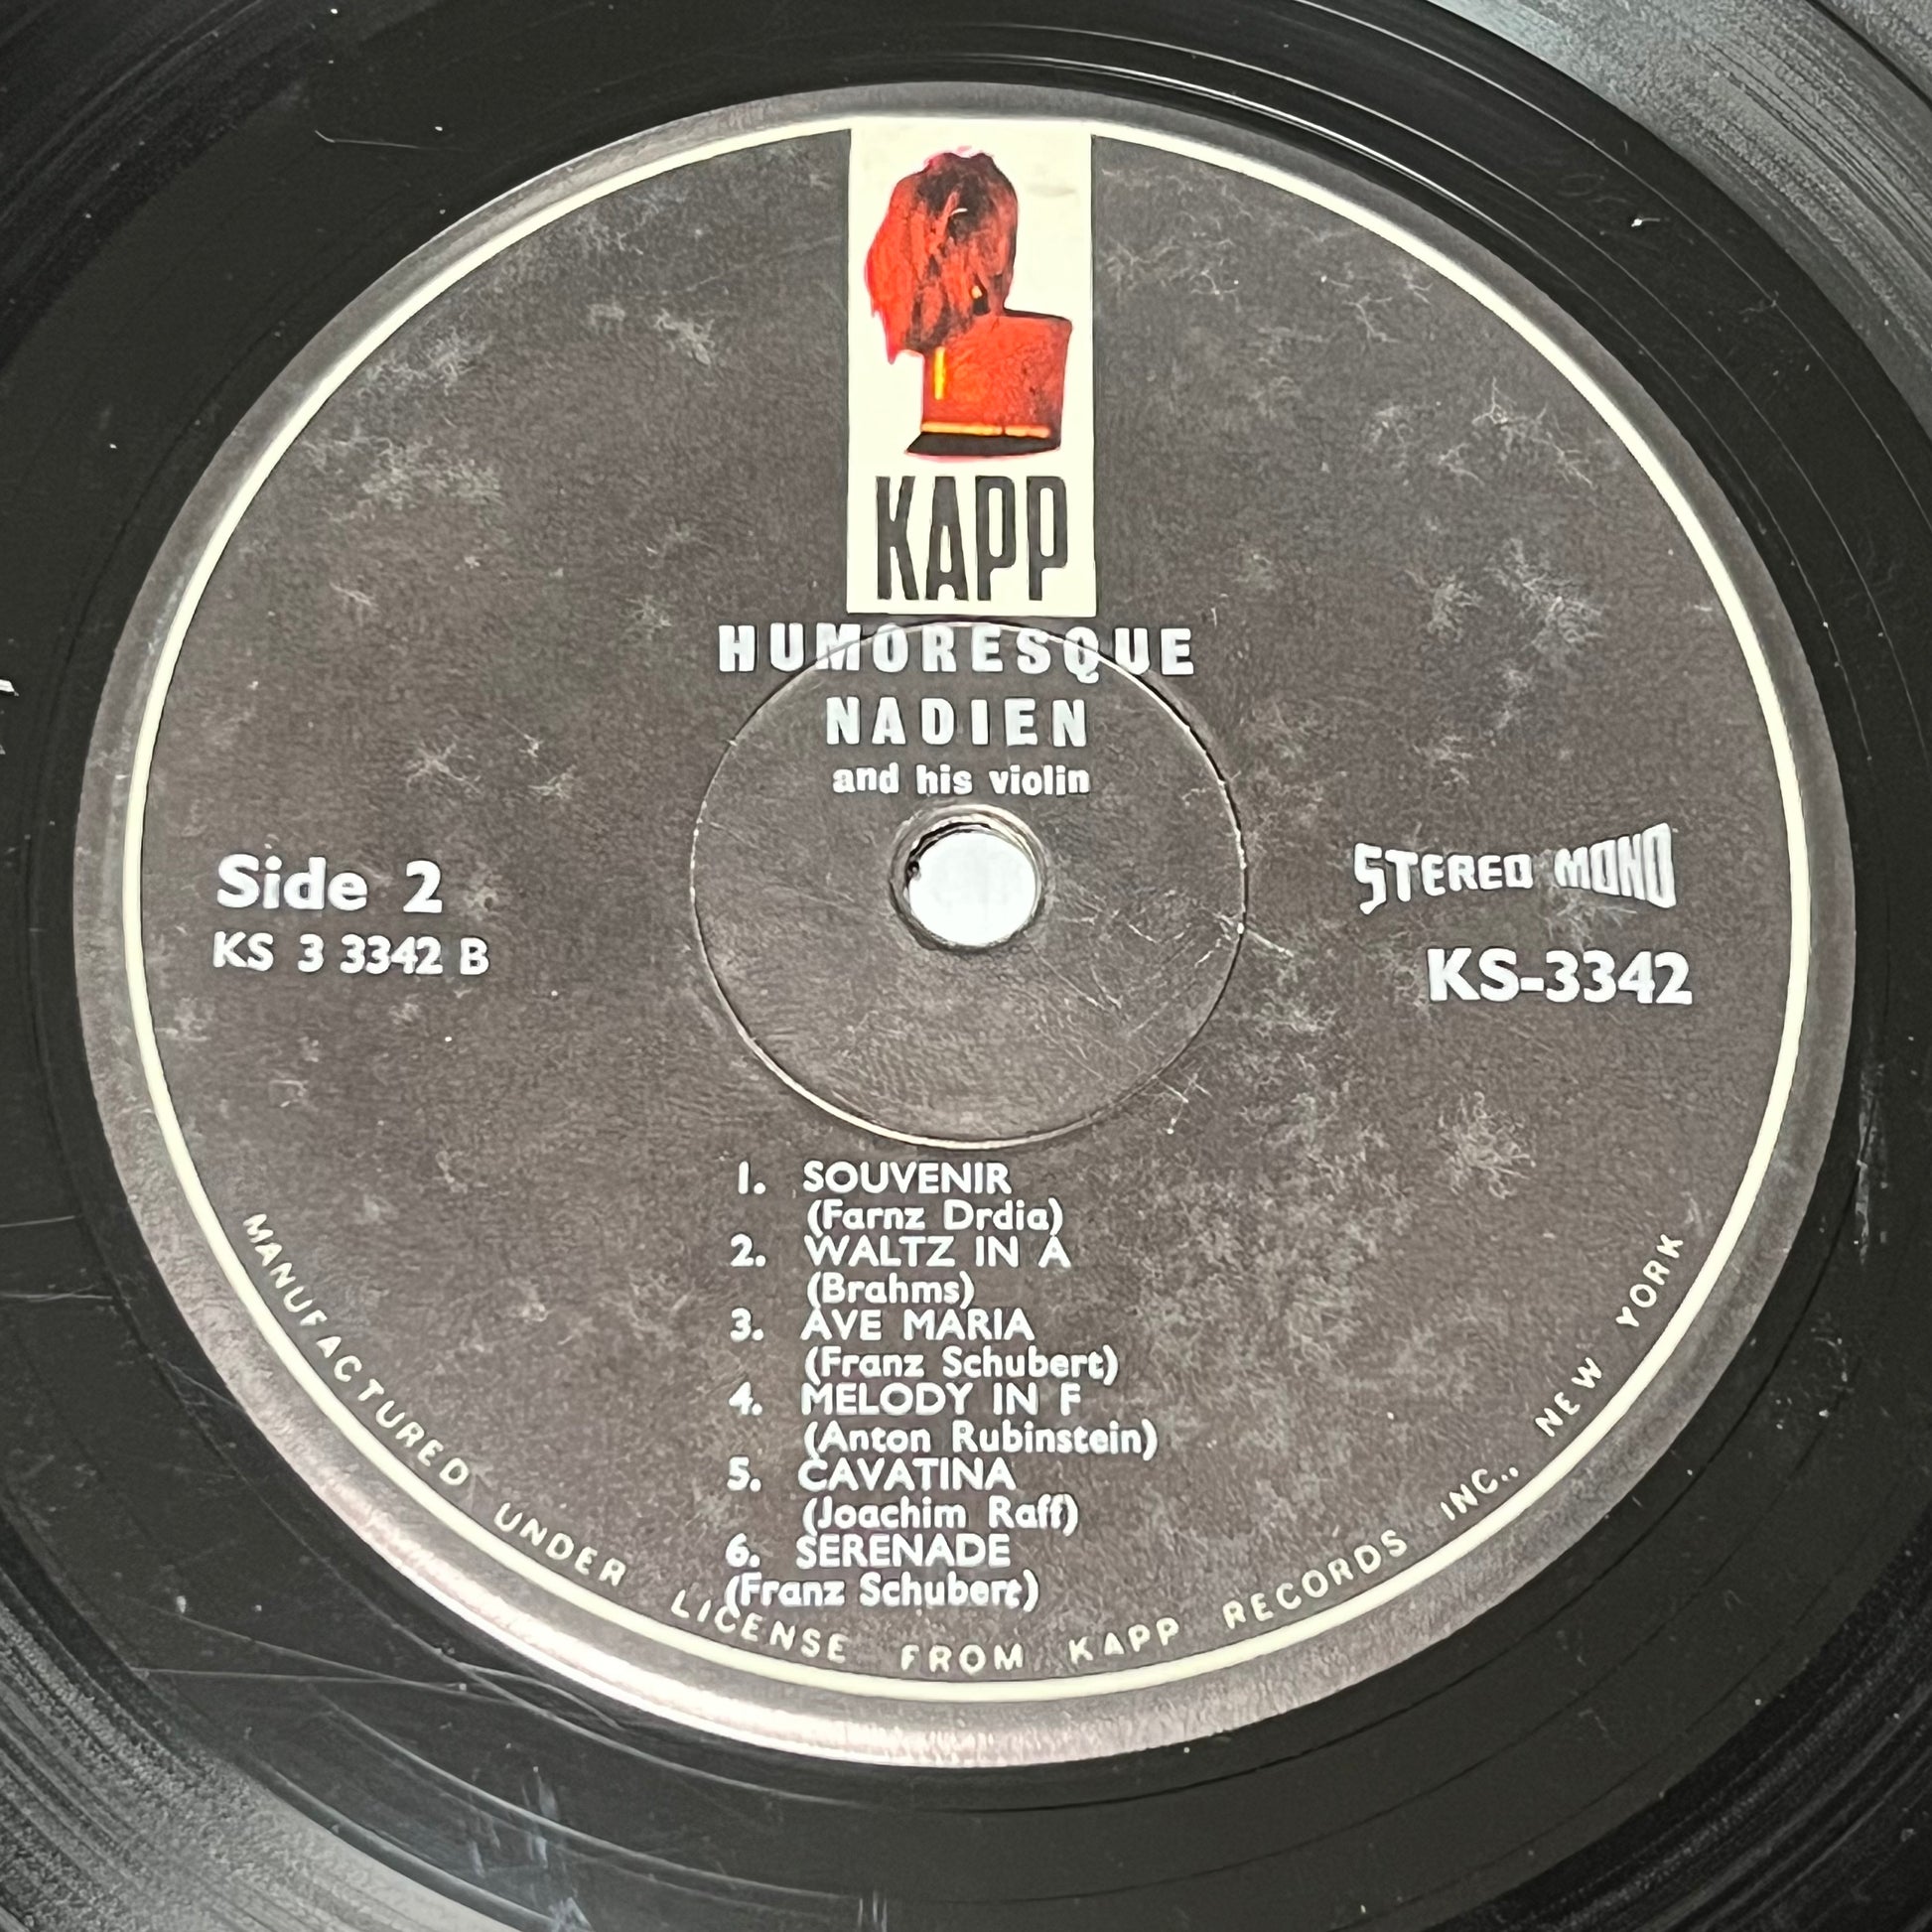 KAPP
HUMORESQUE
NADIEN
and his violin
Side 2
KS 3 3342 B
STEREO MONO
KS-3342
1. SOUVENIR
(Farnz Drdia)
2. WALTZ IN A
(Brahms)
3. AVE MARIA
(Franz Schubert)
4. MELODY IN F
(Anton Rubinstein)
5. CAVATINA
(Joachim Raff)
6. SERENADE
(Franz Schubert)
MANUFACTURED UNDER LICENSE FROM KAPP RECORDS INC., NEW YORK